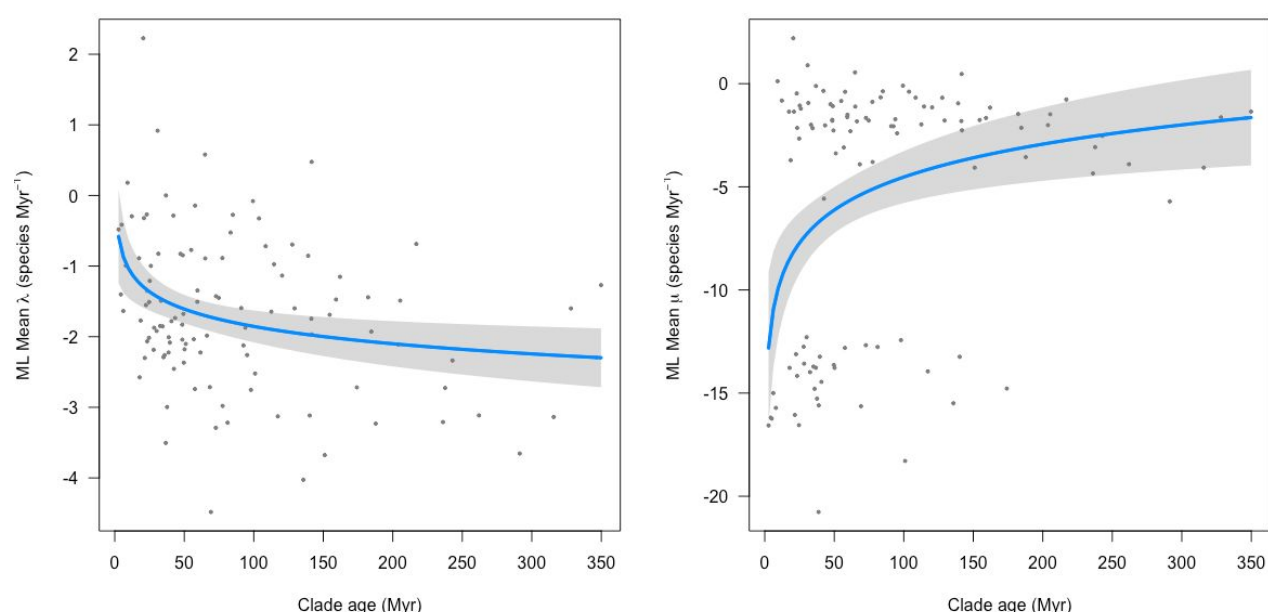 ML Mean λ (species Myr⁻¹)
2
1
0
-1
-2
-3
-4
0 50 100 150 200 250 300 350
Clade age (Myr)
ML Mean μ (species Myr⁻¹)
0
-5
-10
-15
-20
0 50 100 150 200 250 300 350
Clade age (Myr)